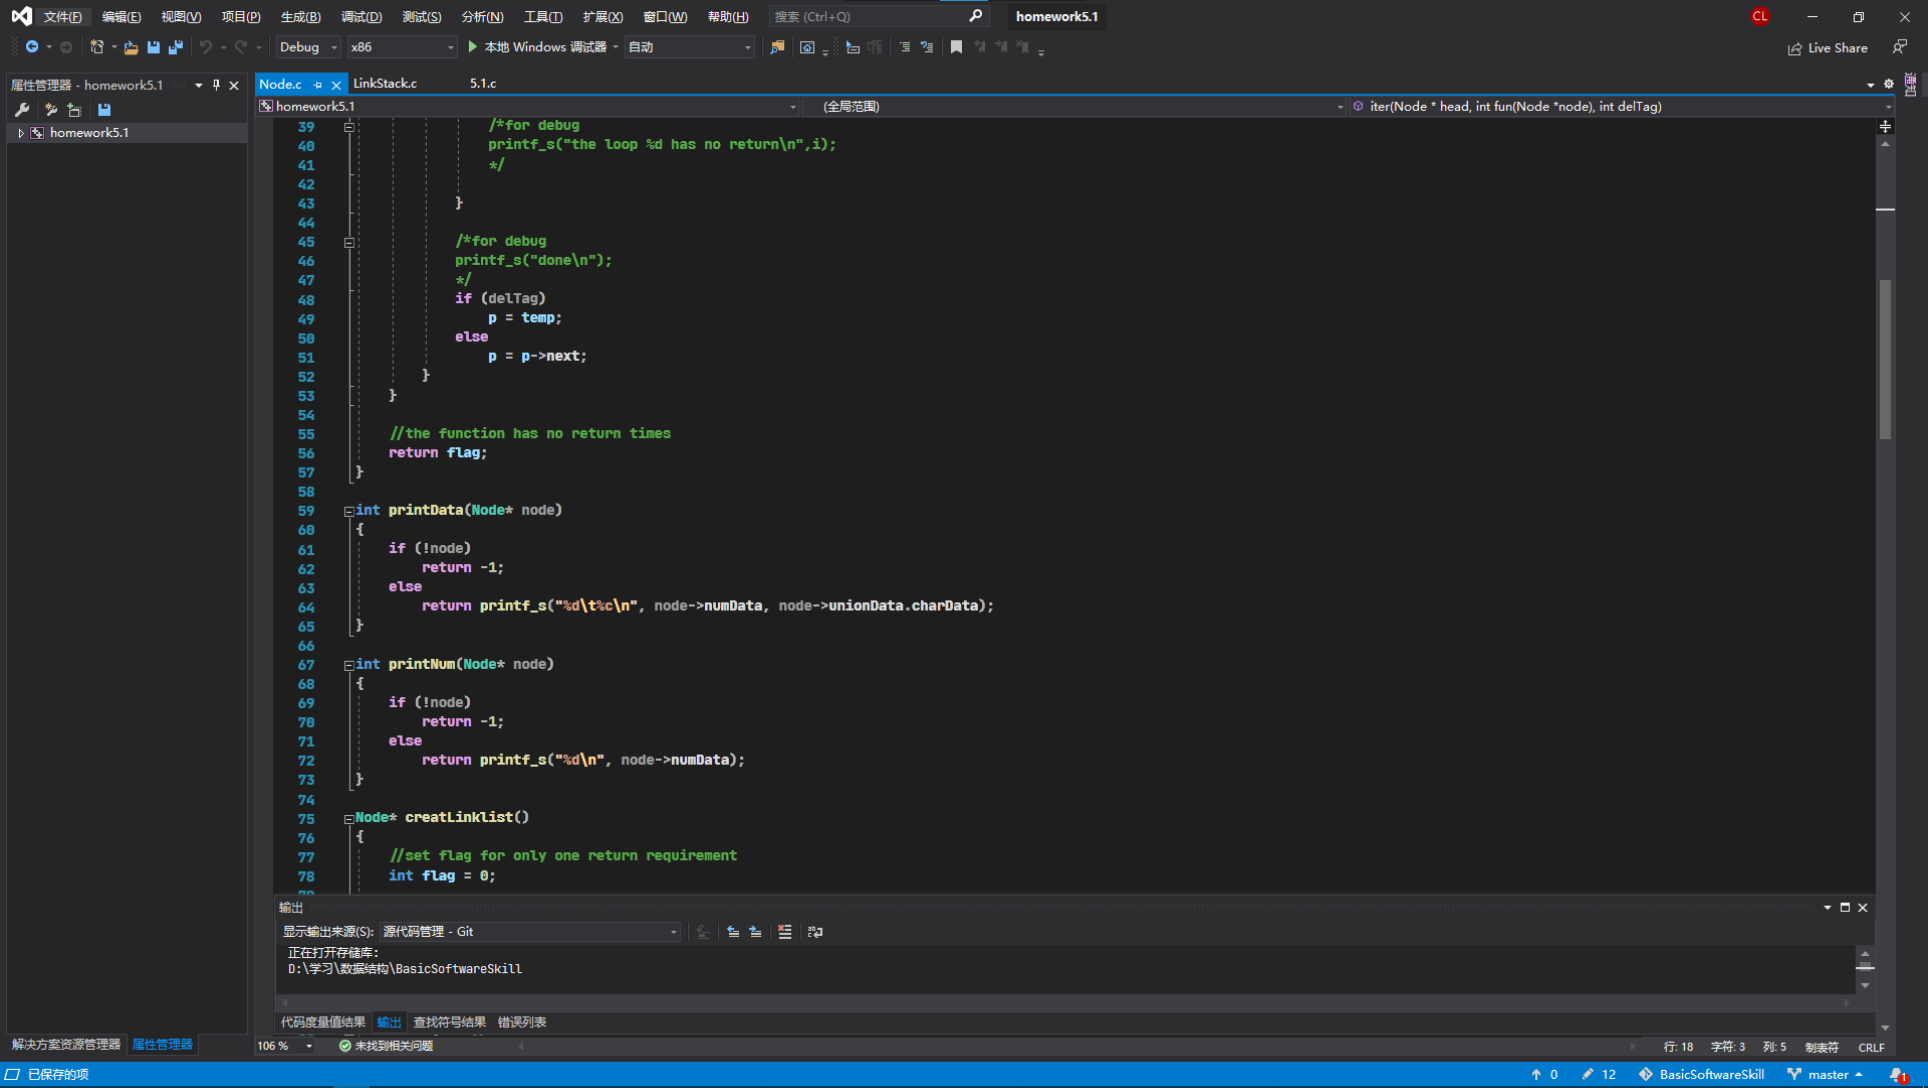 文件(F) 编辑(E) 视图(V) 项目(P) 生成(B) 调试(D) 测试(S) 分析(N) 工具(T) 扩展(X) 窗口(W) 帮助(H) 搜索 (Ctrl+Q) homework5.1 CL
Debug x86 本地 Windows 调试器 自动 Live Share
属性管理器 - homework5.1
homework5.1
Node.c LinkStack.c 5.1.c
homework5.1 (全局范围) iter(Node * head, int fun(Node *node), int delTag)
39 /*for debug
40 printf_s("the loop %d has no return\n",i);
41 */
42
43 }
44
45 /*for debug
46 printf_s("done\n");
47 */
48 if (delTag)
49 p = temp;
50 else
51 p = p->next;
52 }
53 }
54
55 //the function has no return times
56 return flag;
57 }
58
59 int printData(Node* node)
60 {
61 if (!node)
62 return -1;
63 else
64 return printf_s("%d\t%c\n", node->numData, node->unionData.charData);
65 }
66
67 int printNum(Node* node)
68 {
69 if (!node)
70 return -1;
71 else
72 return printf_s("%d\n", node->numData);
73 }
74
75 Node* creatLinklist()
76 {
77 //set flag for only one return requirement
78 int flag = 0;
输出
显示输出来源(S): 源代码管理 - Git
正在打开存储库:
D:\学习\数据结构\BasicSoftwareSkill
代码度量值结果 输出 查找符号结果 错误列表
解决方案资源管理器 属性管理器 106 % 未找到相关问题 行: 18 字符: 3 列: 5 制表符 CRLF
已保存的项 0 12 BasicSoftwareSkill master 1